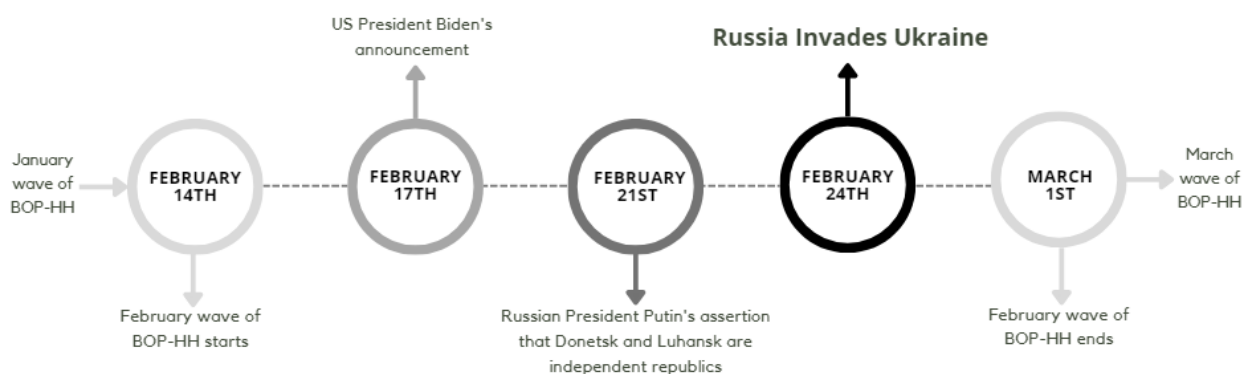 January
wave of
BOP-HH
FEBRUARY
14TH
February wave of
BOP-HH starts
US President Biden's
announcement
FEBRUARY
17TH
FEBRUARY
21ST
Russian President Putin's assertion
that Donetsk and Luhansk are
independent republics
Russia Invades Ukraine
FEBRUARY
24TH
MARCH
1ST
February wave of
BOP-HH ends
March
wave of
BOP-HH